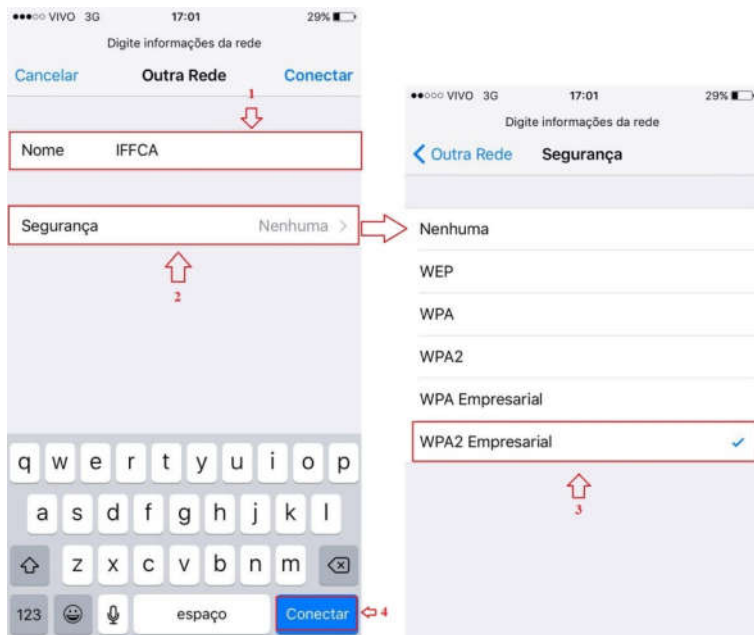 VIVO 3G 17:01 29%
Digite informações da rede
Cancelar Outra Rede Conectar
1
Nome IFFCA
Segurança Nenhuma >
2
q w e r t y u i o p
a s d f g h j k l
z x c v b n m
123 espaço Conectar
4
VIVO 3G 17:01 29%
Digite informações da rede
Outra Rede Segurança
Nenhuma
WEP
WPA
WPA2
WPA Empresarial
WPA2 Empresarial
3